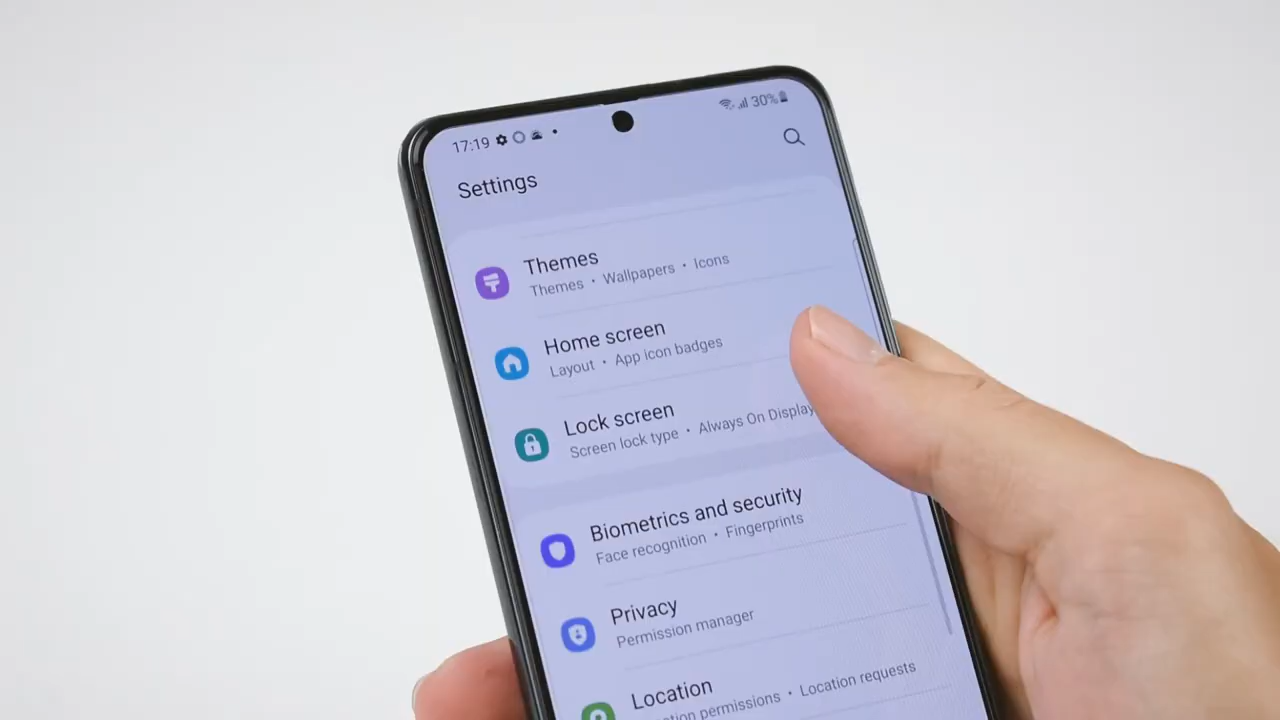 17:19
30%
Settings
Themes
Themes • Wallpapers • Icons
Home screen
Layout • App icon badges
Lock screen
Screen lock type • Always On Display
Biometrics and security
Face recognition • Fingerprints
Privacy
Permission manager
Location
permissions • Location requests